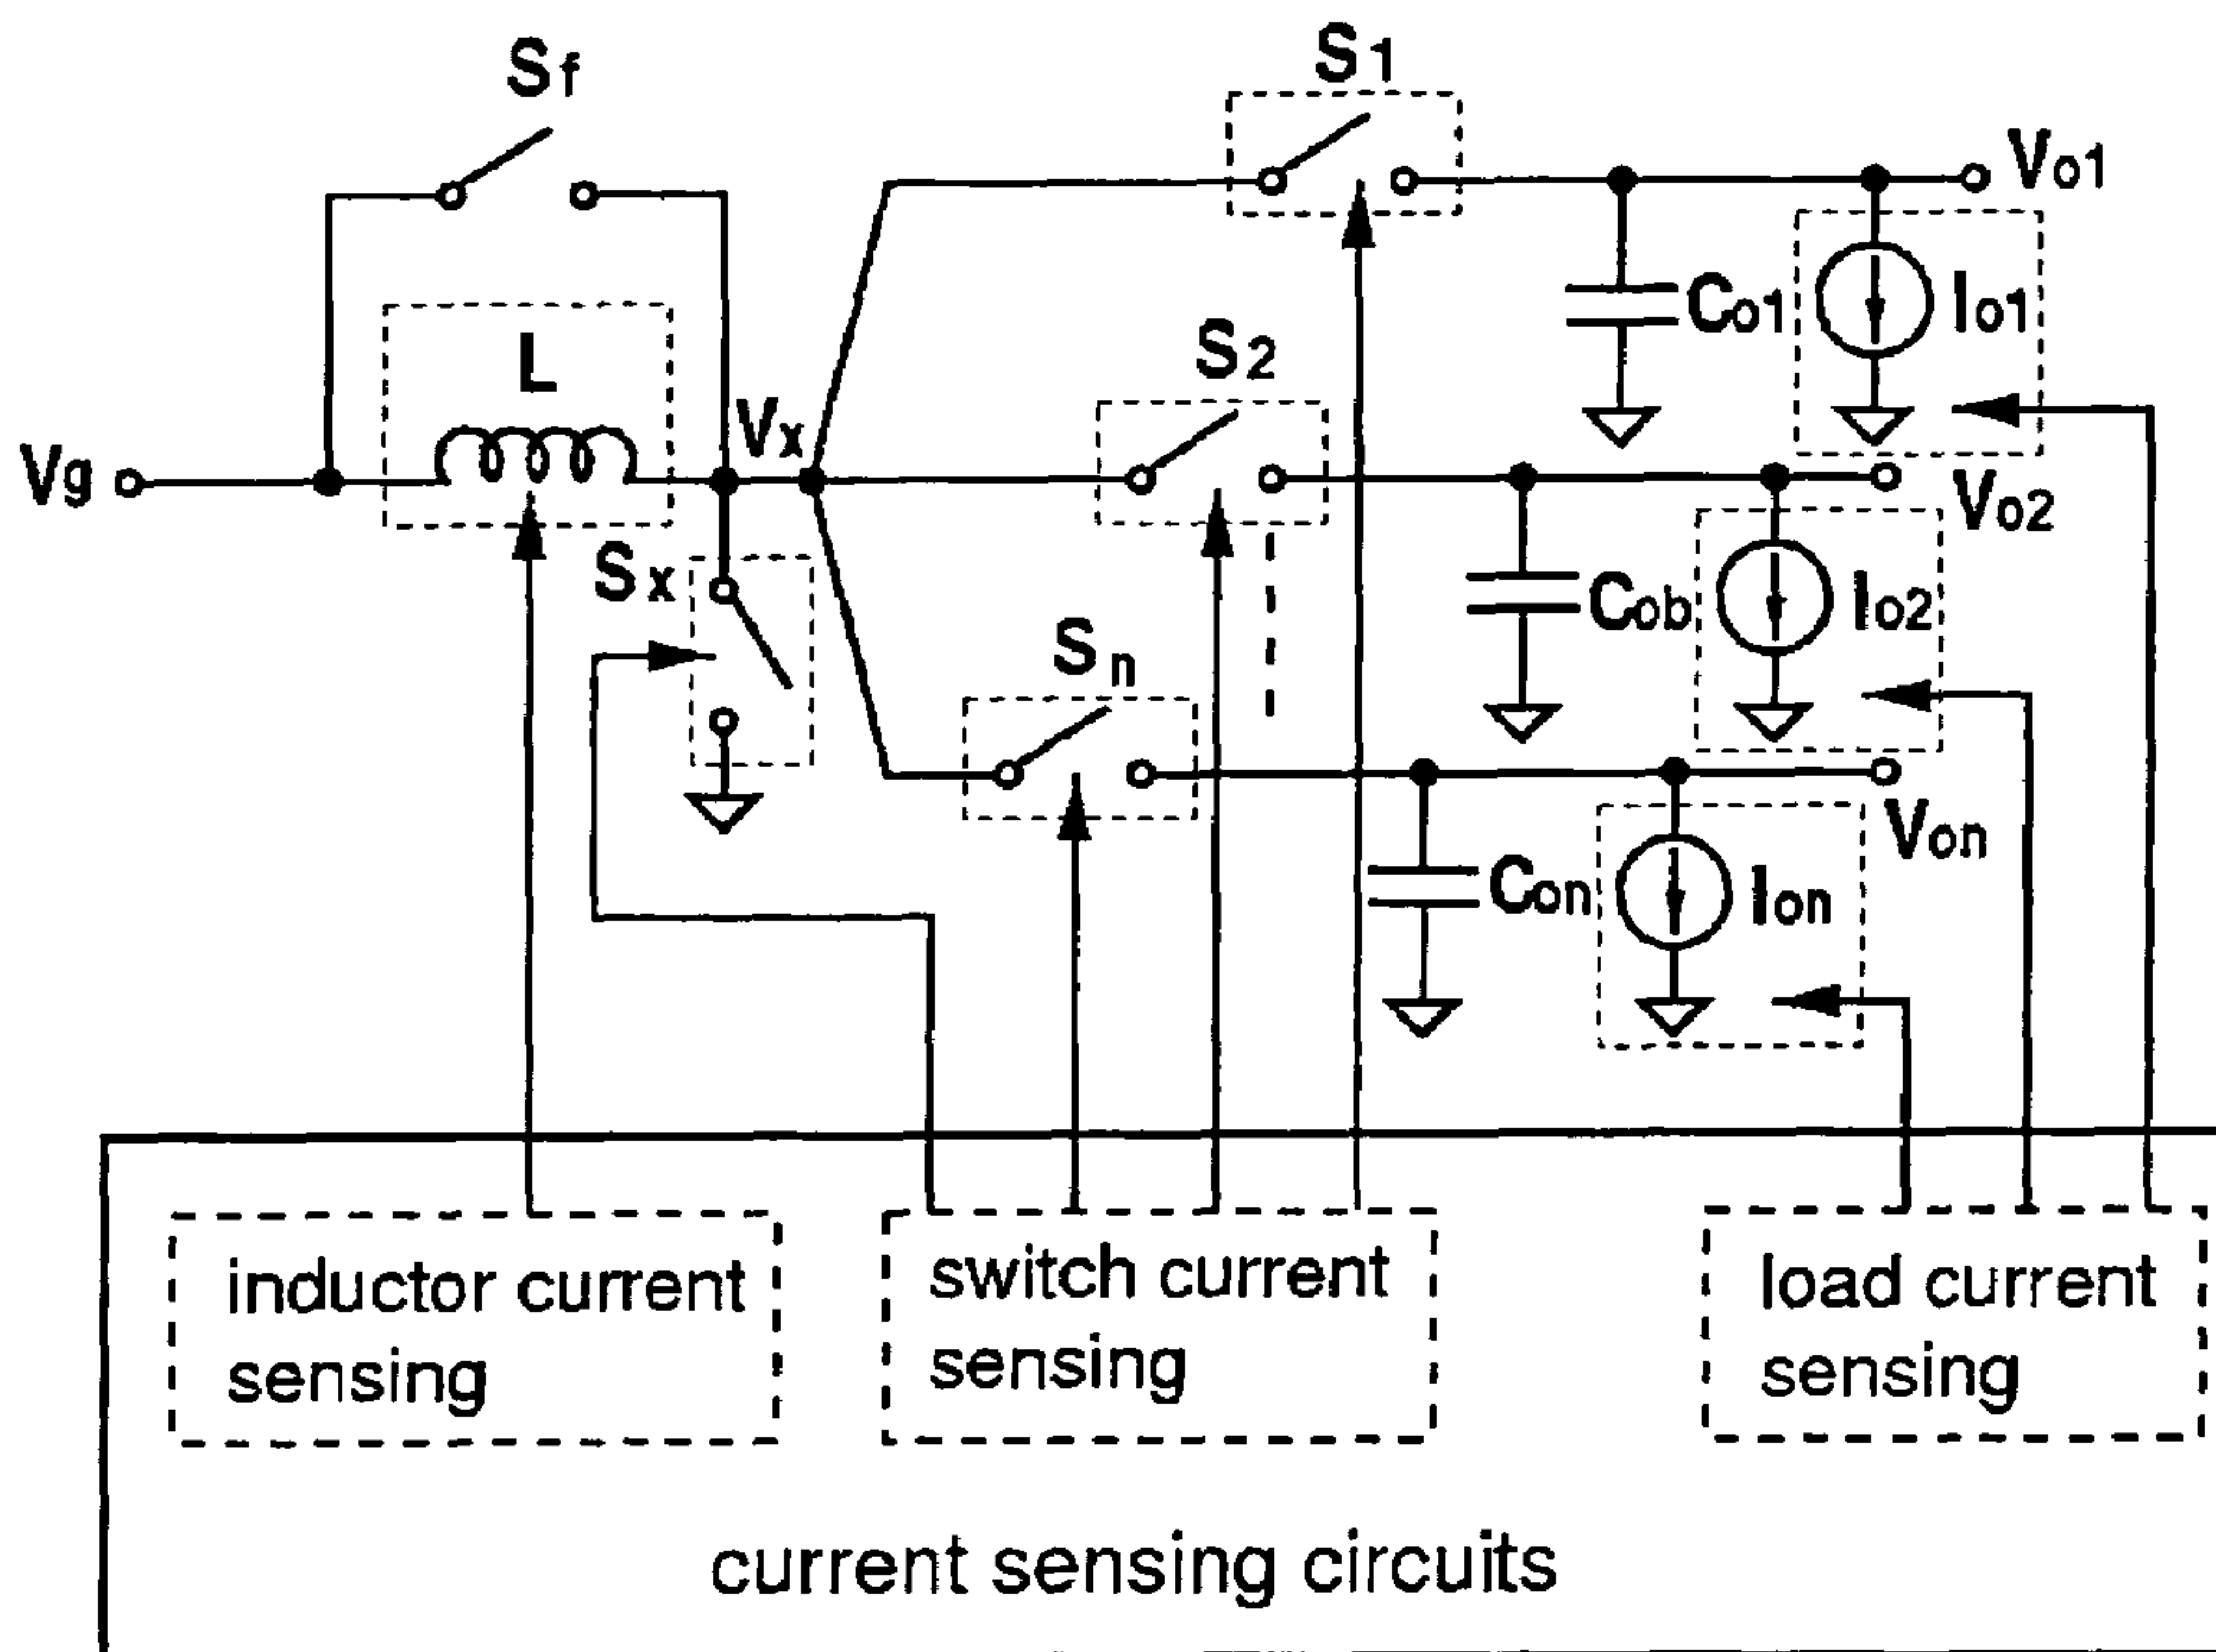 Sf
S1
Vo1
L
Co1
Io1
S2
Vx
Vg
Vo2
Sx
Cob
Io2
Sn
Von
Con
Ion
inductor current
sensing
switch current
sensing
load current
sensing
current sensing circuits